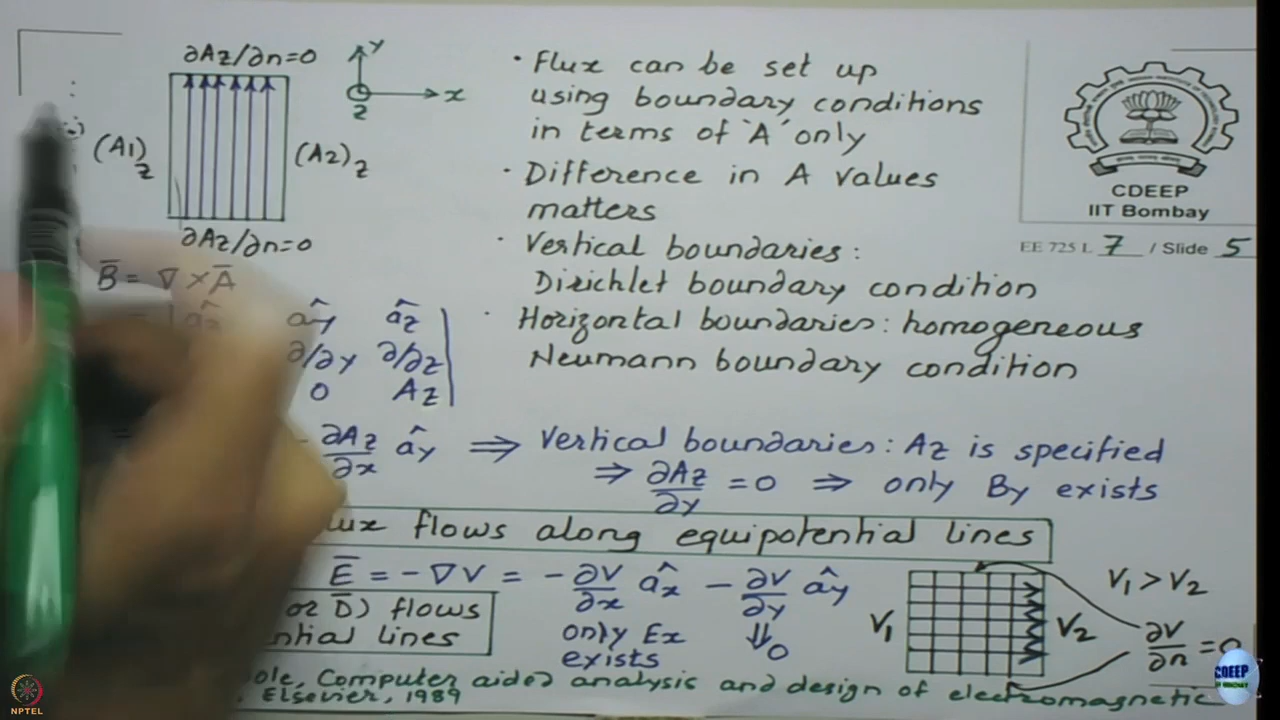 ∂Az/∂n=0
Y
x
z
(A1)z
(A2)z
∂Az/∂n=0
B̄ = ∇ × Ā
ây âz
∂/∂y ∂/∂z
0 Az
∂Az/∂x ây ⇒ Vertical boundaries: Az is specified
⇒ ∂Az/∂y = 0 ⇒ only By exists
• Flux can be set up
using boundary conditions
in terms of 'A' only
• Difference in A values
matters
• Vertical boundaries:
Dirichlet boundary condition
• Horizontal boundaries: homogeneous
Neumann boundary condition
flows along equipotential lines
Ē = -∇V = -∂V/∂x âx - ∂V/∂y ây
or D̄) flows
lines
only Ex
exists
⇓
0
V1
V2
V1 > V2
∂V/∂n = 0
Computer aided analysis and design of electromagnetic
Elsevier, 1989
CDEEP
IIT Bombay
EE 725 L 7 / Slide 5
NPTEL
CDEEP